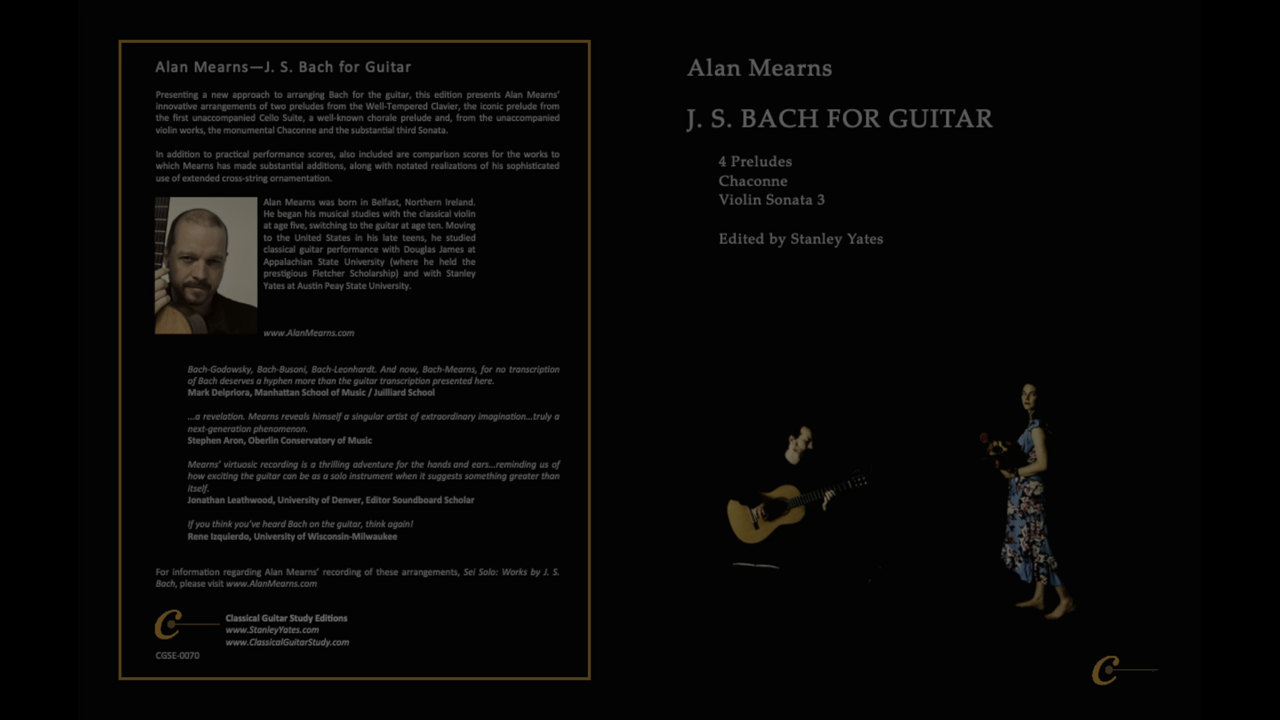 Alan Mearns—J. S. Bach for Guitar
Presenting a new approach to arranging Bach for the guitar, this edition presents Alan Mearns'
innovative arrangements of two preludes from the Well-Tempered Clavier, the iconic prelude from
the first unaccompanied Cello Suite, a well-known chorale prelude and, from the unaccompanied
violin works, the monumental Chaconne and the substantial third Sonata.
In addition to practical performance scores, also included are comparison scores for the works to
which Mearns has made substantial additions, along with notated realizations of his sophisticated
use of extended cross-string ornamentation.
Alan Mearns was born in Belfast, Northern Ireland.
He began his musical studies with the classical violin
at age five, switching to the guitar at age ten. Moving
to the United States in his late teens, he studied
classical guitar performance with Douglas James at
Appalachian State University (where he held the
prestigious Fletcher Scholarship) and with Stanley
Yates at Austin Peay State University.
www.AlanMearns.com
Bach-Godowsky, Bach-Busoni, Bach-Leonhardt. And now, Bach-Mearns, for no transcription
of Bach deserves a hyphen more than the guitar transcription presented here.
Mark Delpriora, Manhattan School of Music / Juilliard School
...a revelation. Mearns reveals himself a singular artist of extraordinary imagination...truly a
next-generation phenomenon.
Stephen Aron, Oberlin Conservatory of Music
Mearns' virtuosic recording is a thrilling adventure for the hands and ears...reminding us of
how exciting the guitar can be as a solo instrument when it suggests something greater than
itself.
Jonathan Leathwood, University of Denver, Editor Soundboard Scholar
If you think you've heard Bach on the guitar, think again!
Rene Izquierdo, University of Wisconsin-Milwaukee
For information regarding Alan Mearns' recording of these arrangements, Sei Solo: Works by J. S.
Bach, please visit www.AlanMearns.com
Classical Guitar Study Editions
www.StanleyYates.com
www.ClassicalGuitarStudy.com
CGSE-0070
Alan Mearns
J. S. BACH FOR GUITAR
4 Preludes
Chaconne
Violin Sonata 3
Edited by Stanley Yates